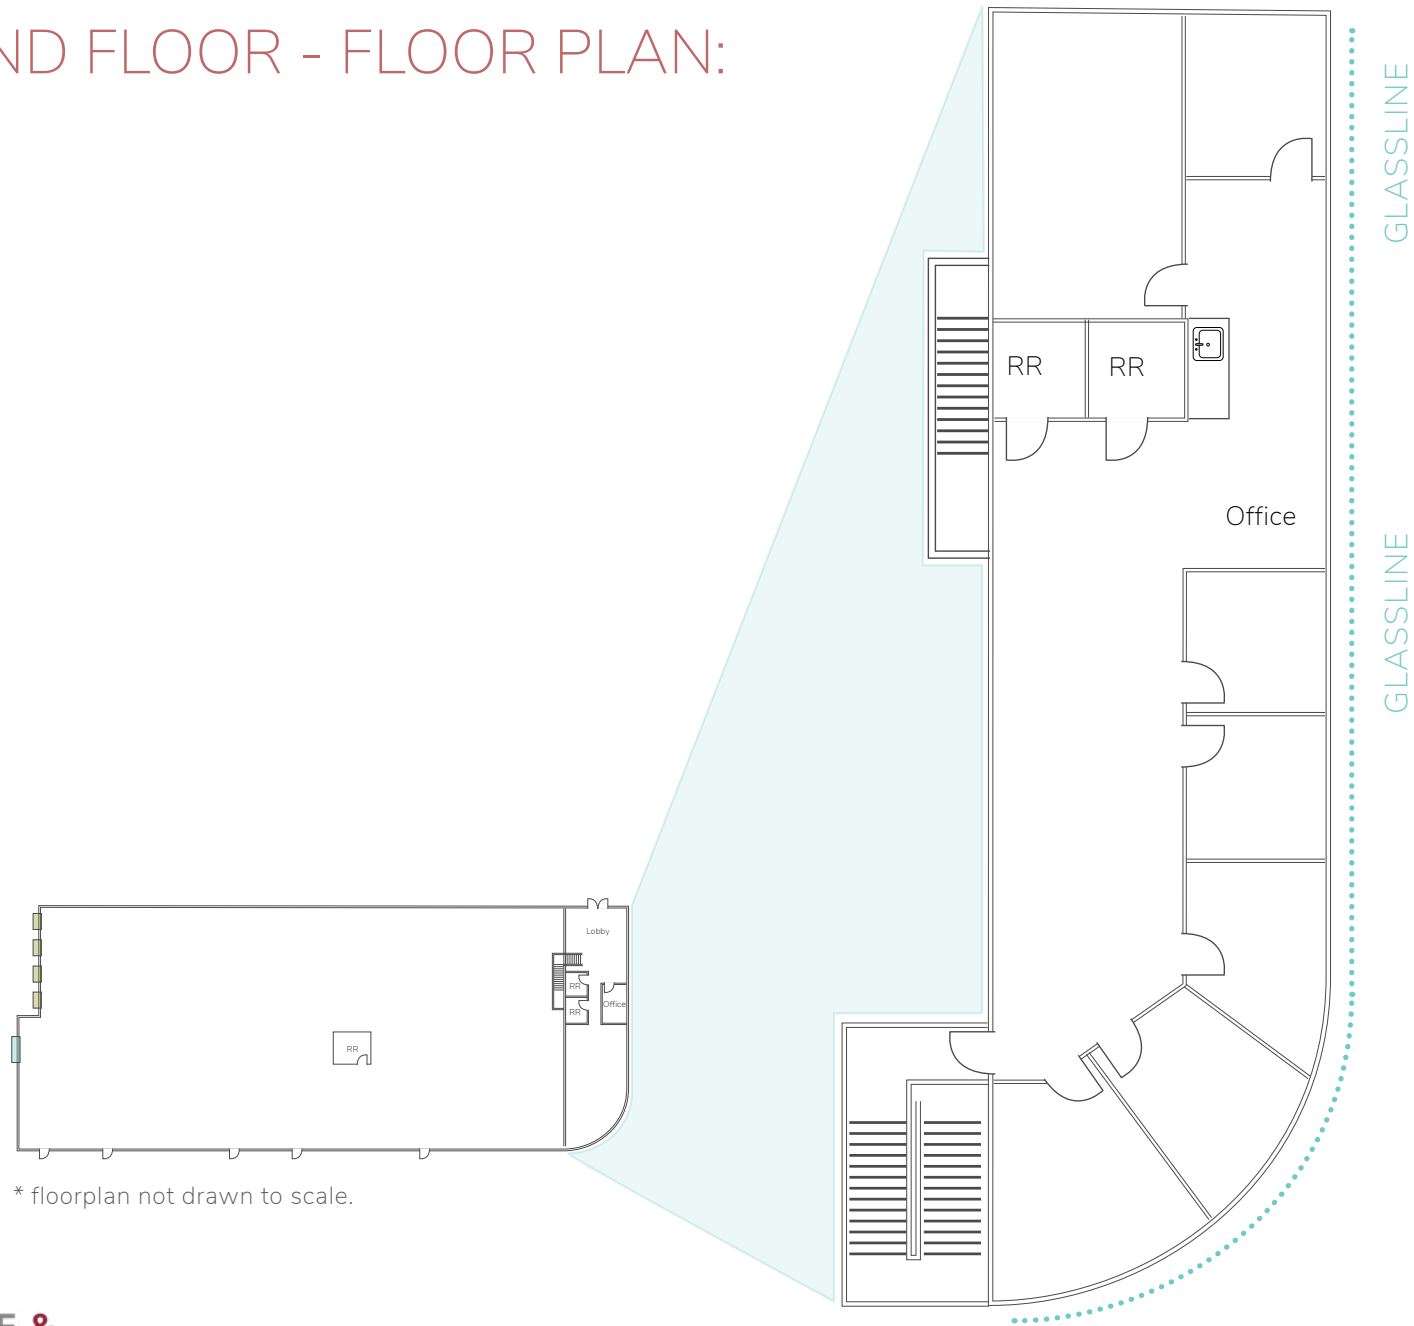 ND FLOOR - FLOOR PLAN:
GLASSLINE
RR
RR
Office
GLASSLINE
Lobby
RR
Office
RR
RR
* floorplan not drawn to scale.
&